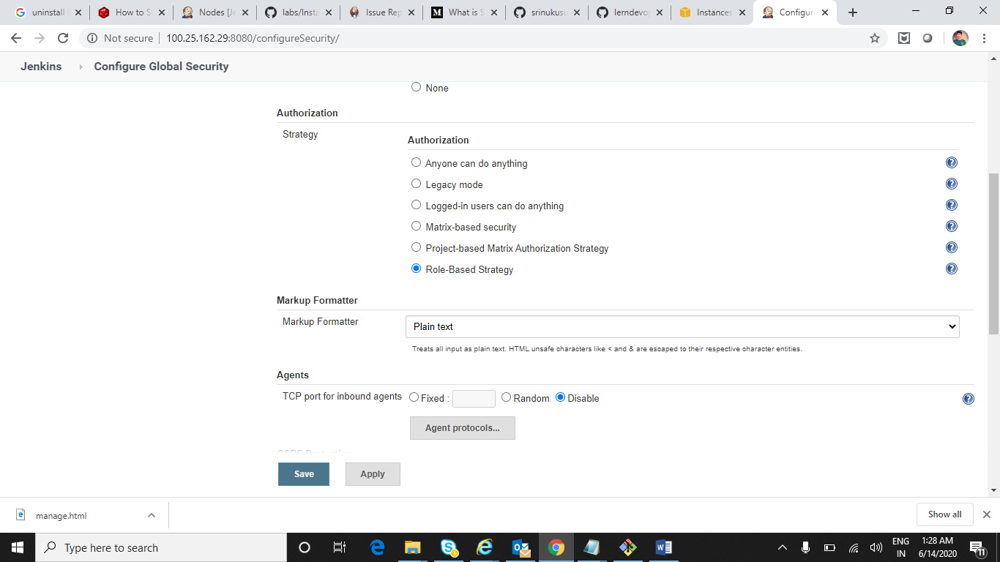 uninstall
How to S
Nodes [Je
labs/Insta
Issue Rep
What is S
srinukusu
lerndevop
Instances
Configure
Not secure
100.25.162.29:8080/configureSecurity/
Jenkins
Configure Global Security
None
Authorization
Strategy
Authorization
Anyone can do anything
Legacy mode
Logged-in users can do anything
Matrix-based security
Project-based Matrix Authorization Strategy
Role-Based Strategy
Markup Formatter
Markup Formatter
Plain text
Treats all input as plain text. HTML unsafe characters like < and & are escaped to their respective character entities.
Agents
TCP port for inbound agents
Fixed :
Random
Disable
Agent protocols...
CSRF Protection
Save
Apply
manage.html
Show all
Type here to search
ENG
IN
1:28 AM
6/14/2020
11